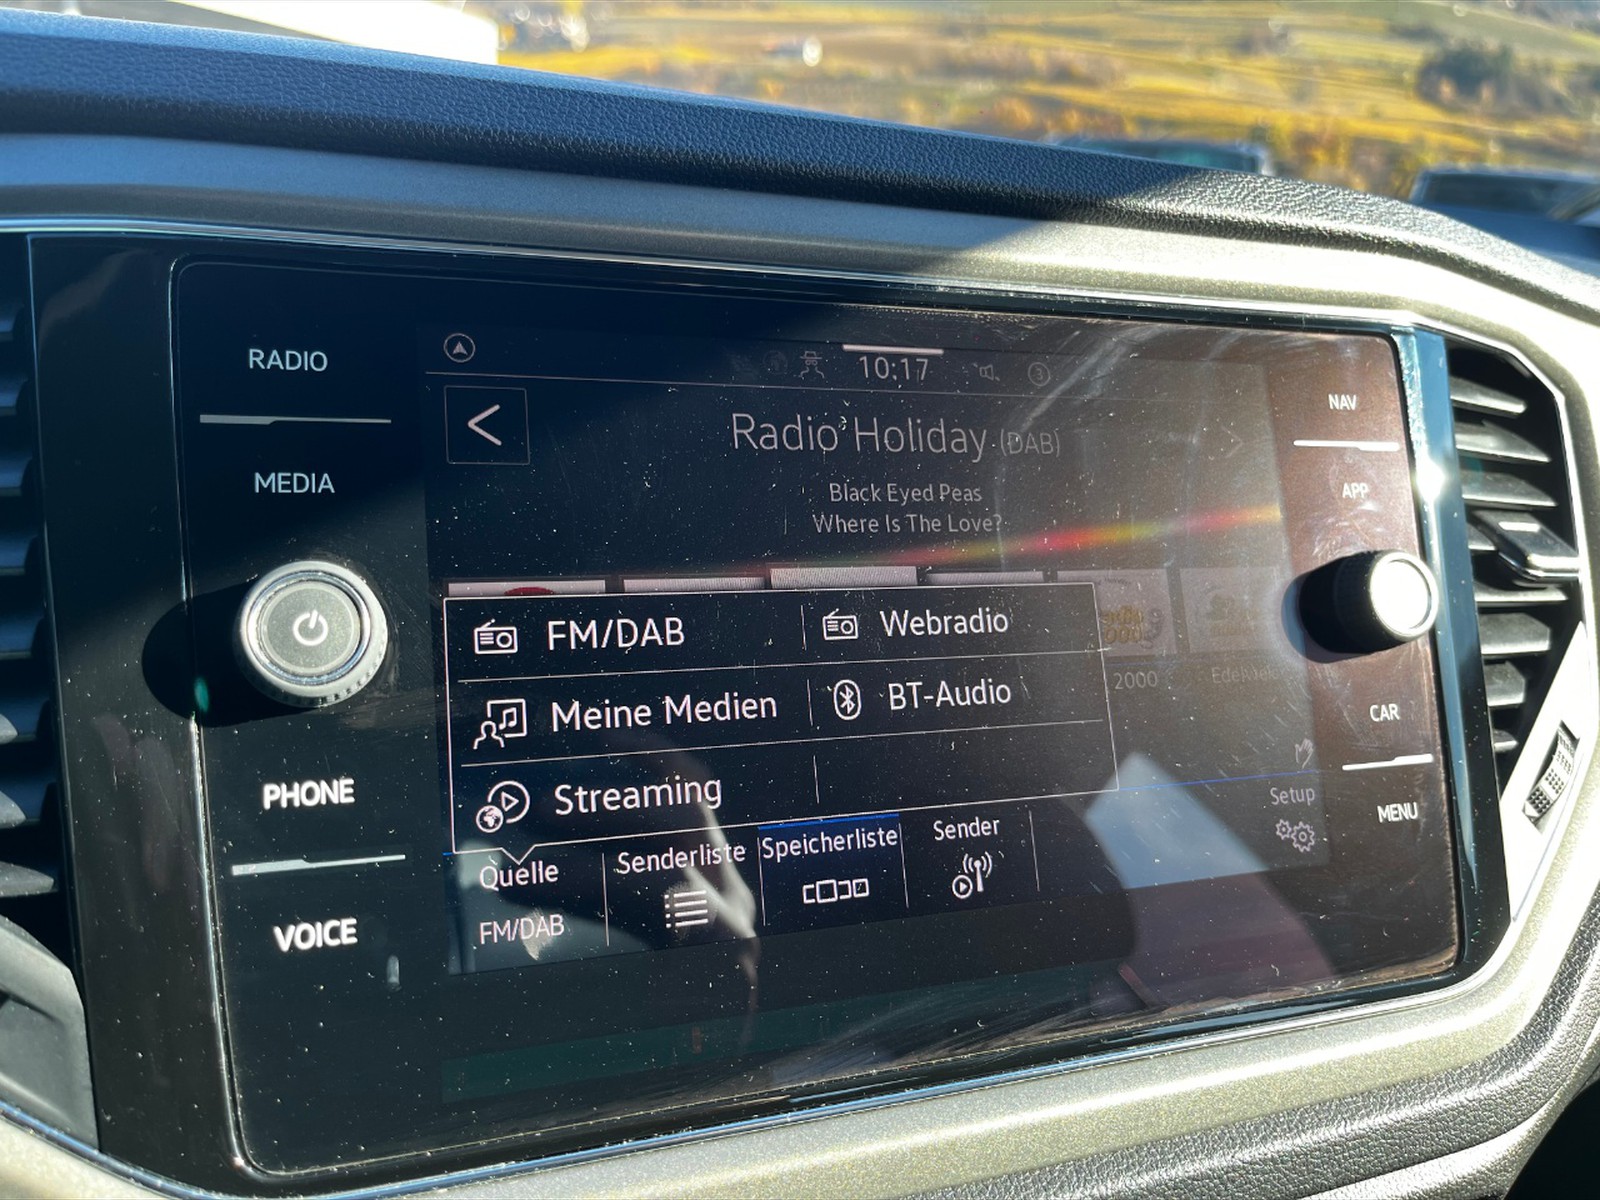 RADIO
MEDIA
PHONE
VOICE
10:17
3
Radio Holiday (DAB)
Black Eyed Peas
Where Is The Love?
FM/DAB
Webradio
Meine Medien
BT-Audio
Streaming
2000
Quelle
FM/DAB
Senderliste
Speicherliste
Sender
Setup
NAV
APP
CAR
MENU